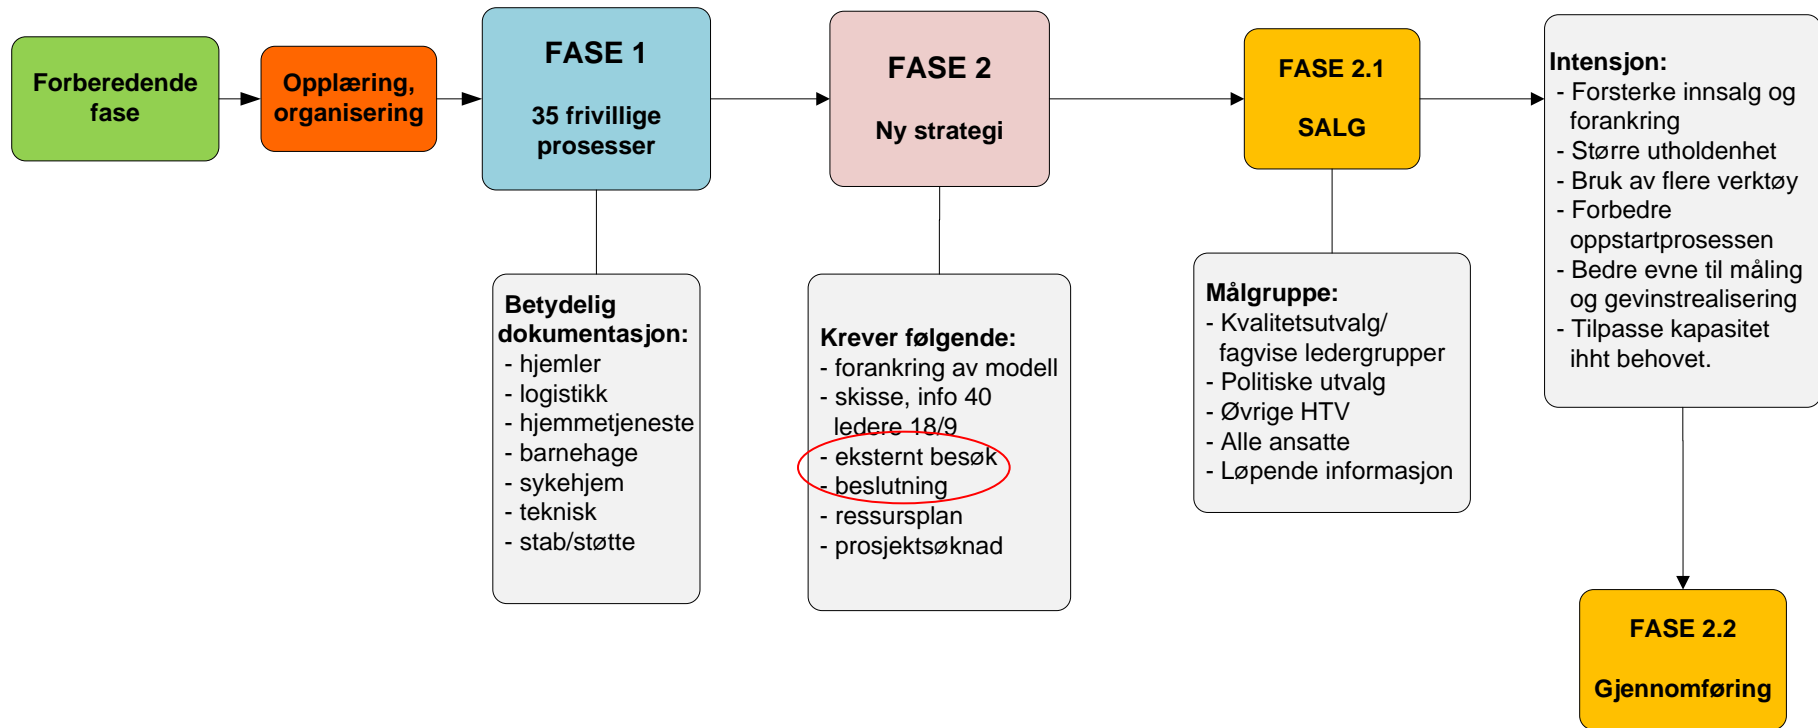 Forberedende
fase
Opplæring,
organisering
FASE 1
35 frivillige
prosesser
FASE 2
Ny strategi
FASE 2.1
SALG
Intensjon:
- Forsterke innsalg og
forankring
- Større utholdenhet
- Bruk av flere verktøy
- Forbedre
oppstartprosessen
- Bedre evne til måling
og gevinstrealisering
- Tilpasse kapasitet
ihht behovet.
Betydelig
dokumentasjon:
- hjemler
- logistikk
- hjemmetjeneste
- barnehage
- sykehjem
- teknisk
- stab/støtte
Krever følgende:
- forankring av modell
- skisse, info 40
ledere 18/9
- eksternt besøk
- beslutning
- ressursplan
- prosjektsøknad
Målgruppe:
- Kvalitetsutvalg/
fagvise ledergrupper
- Politiske utvalg
- Øvrige HTV
- Alle ansatte
- Løpende informasjon
FASE 2.2
Gjennomføring